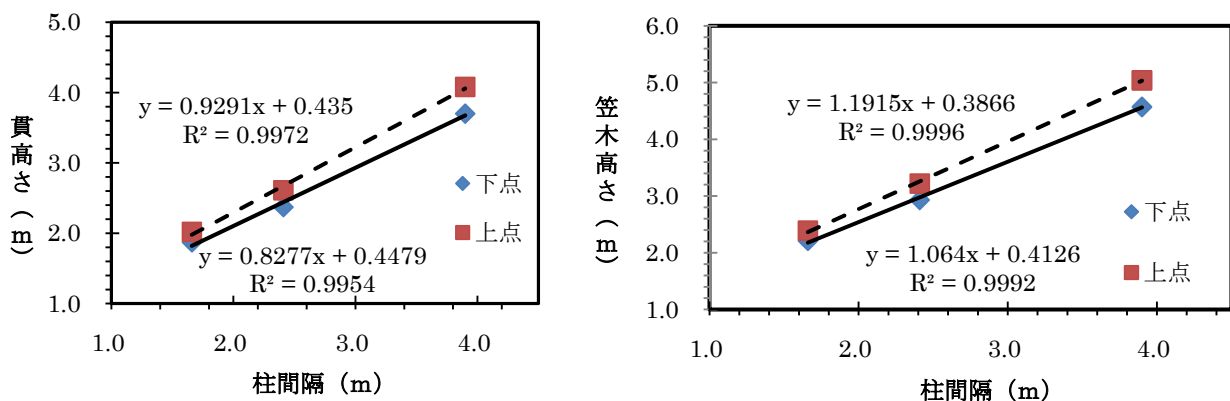 5.0
4.0
3.0
2.0
1.0
貫高さ（m）
y = 0.9291x + 0.435
R² = 0.9972
下点
上点
y = 0.8277x + 0.4479
R² = 0.9954
1.0 2.0 3.0 4.0
柱間隔（m）
6.0
5.0
4.0
3.0
2.0
1.0
笠木高さ（m）
y = 1.1915x + 0.3866
R² = 0.9996
下点
上点
y = 1.064x + 0.4126
R² = 0.9992
1.0 2.0 3.0 4.0
柱間隔（m）